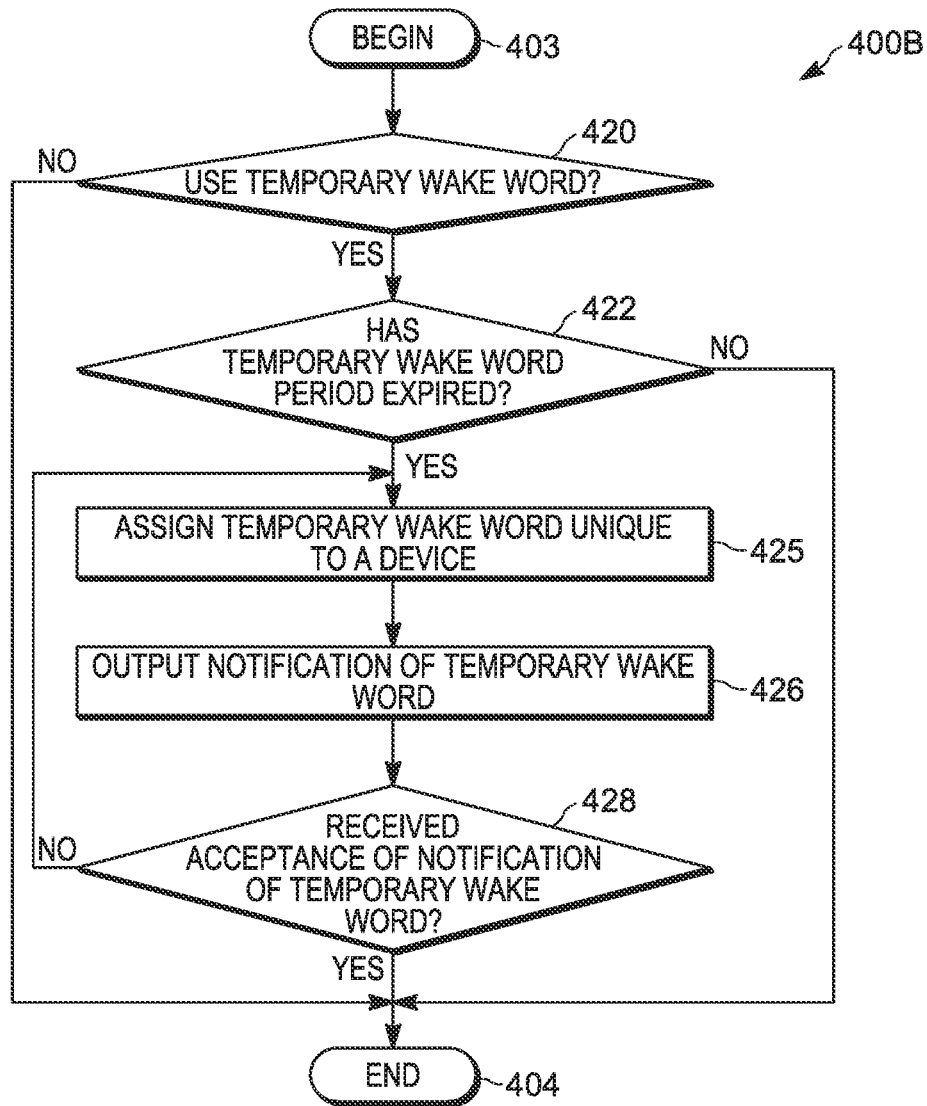 BEGIN
403
400B
420
NO
USE TEMPORARY WAKE WORD?
YES
422
HAS
TEMPORARY WAKE WORD
PERIOD EXPIRED?
NO
YES
ASSIGN TEMPORARY WAKE WORD UNIQUE
TO A DEVICE
425
OUTPUT NOTIFICATION OF TEMPORARY WAKE
WORD
426
428
RECEIVED
ACCEPTANCE OF NOTIFICATION
OF TEMPORARY WAKE
WORD?
NO
YES
END
404